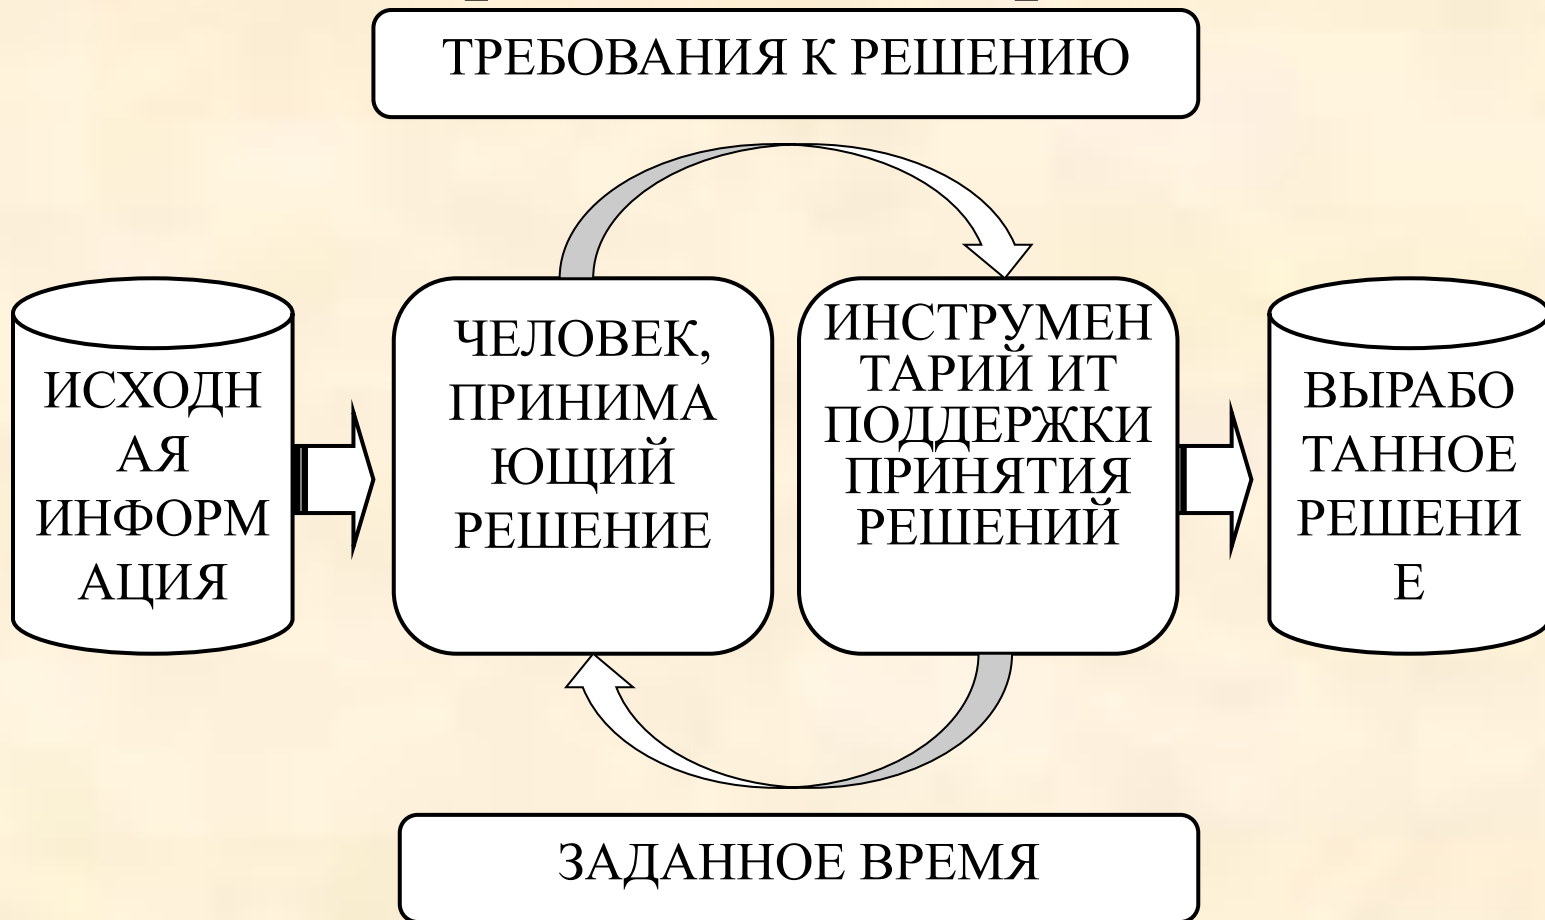 ТРЕБОВАНИЯ К РЕШЕНИЮ
ИСХОДН
АЯ
ИНФОРМ
АЦИЯ
ЧЕЛОВЕК,
ПРИНИМА
ЮЩИЙ
РЕШЕНИЕ
ИНСТРУМЕН
ТАРИЙ ИТ
ПОДДЕРЖКИ
ПРИНЯТИЯ
РЕШЕНИЙ
ВЫРАБО
ТАННОЕ
РЕШЕНИ
Е
ЗАДАННОЕ ВРЕМЯ